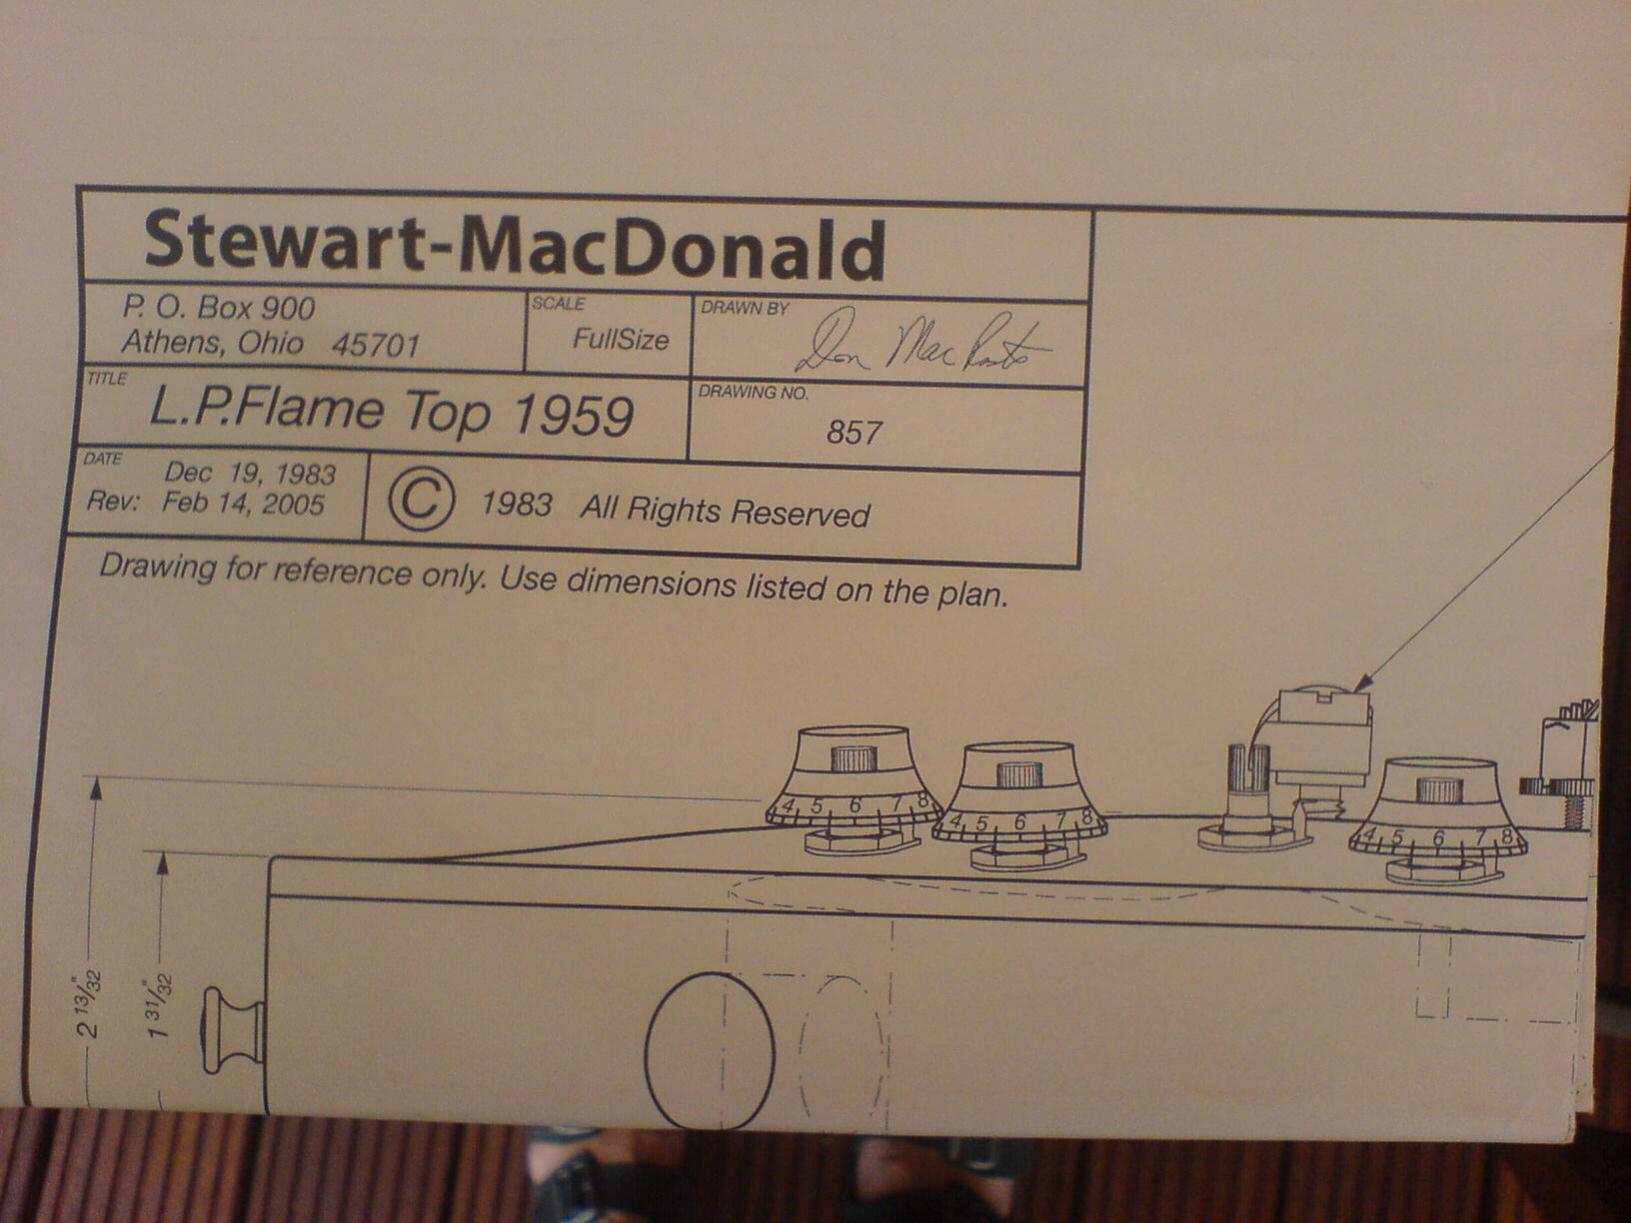 Stewart-MacDonald
P. O. Box 900
Athens, Ohio 45701
SCALE
FullSize
DRAWN BY
Don Mac
TITLE
L.P.Flame Top 1959
DRAWING NO.
857
DATE
Dec 19, 1983
Rev: Feb 14, 2005
© 1983 All Rights Reserved
Drawing for reference only. Use dimensions listed on the plan.
4 5 6 7 8
4 5 6 7 8
4 5 6 7 8
2 13/32"
1 31/32"